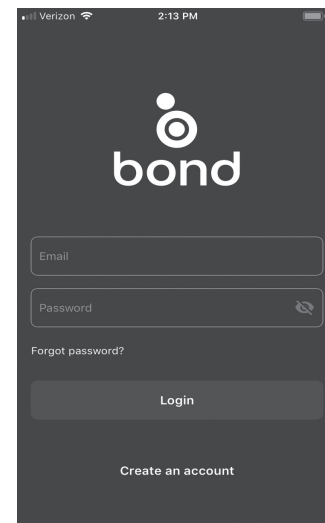 Verizon 2:13 PM
bond
Email
Password
Forgot password?
Login
Create an account